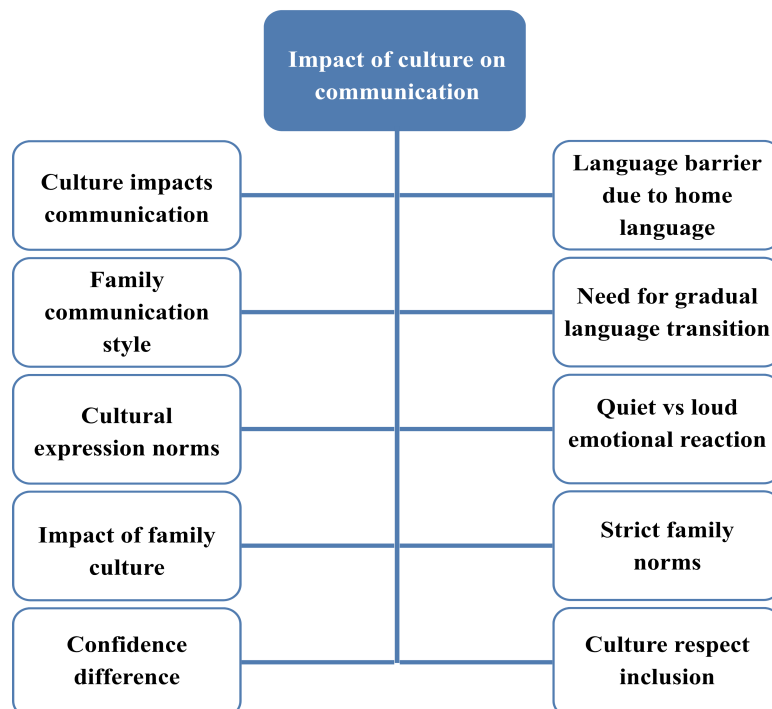 Impact of culture on
communication
Culture impacts
communication
Language barrier
due to home
language
Family
communication
style
Need for gradual
language transition
Cultural
expression norms
Quiet vs loud
emotional reaction
Impact of family
culture
Strict family
norms
Confidence
difference
Culture respect
inclusion